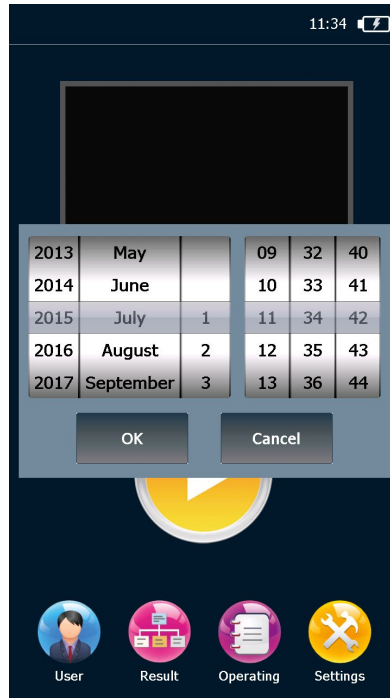 11:34
2013 May 09 32 40
2014 June 10 33 41
2015 July 1 11 34 42
2016 August 2 12 35 43
2017 September 3 13 36 44
OK Cancel
User Result Operating Settings